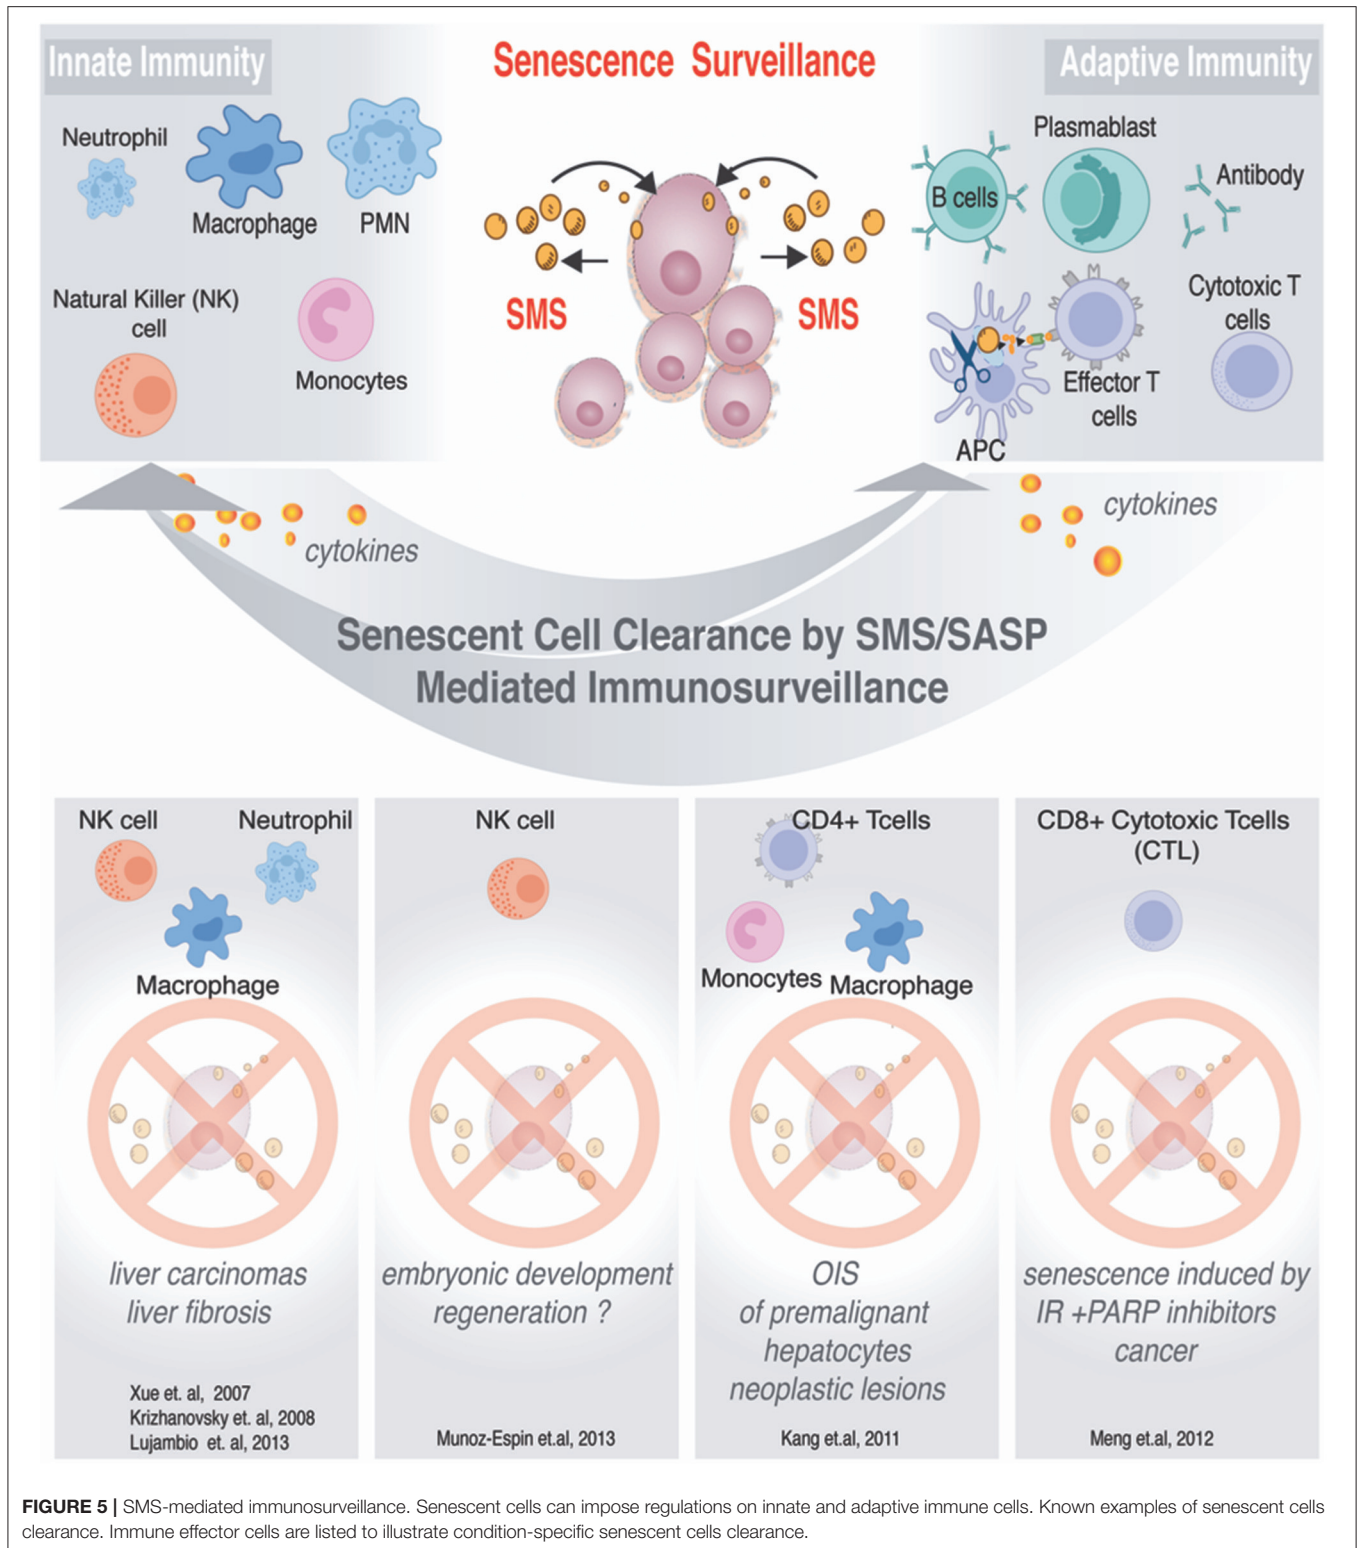 Innate Immunity
Senescence Surveillance
Adaptive Immunity
Neutrophil
Macrophage
PMN
Natural Killer (NK)
cell
Monocytes
SMS
SMS
Plasmablast
B cells
Antibody
Cytotoxic T
cells
Effector T
cells
APC
cytokines
cytokines
Senescent Cell Clearance by SMS/SASP
Mediated Immunosurveillance
NK cell
Neutrophil
Macrophage
liver carcinomas
liver fibrosis
Xue et. al, 2007
Krizhanovsky et. al, 2008
Lujambio et. al, 2013
NK cell
embryonic development
regeneration ?
Munoz-Espin et.al, 2013
CD4+ Tcells
Monocytes
Macrophage
OIS
of premalignant
hepatocytes
neoplastic lesions
Kang et.al, 2011
CD8+ Cytotoxic Tcells
(CTL)
senescence induced by
IR +PARP inhibitors
cancer
Meng et.al, 2012
FIGURE 5 | SMS-mediated immunosurveillance. Senescent cells can impose regulations on innate and adaptive immune cells. Known examples of senescent cells
clearance. Immune effector cells are listed to illustrate condition-specific senescent cells clearance.